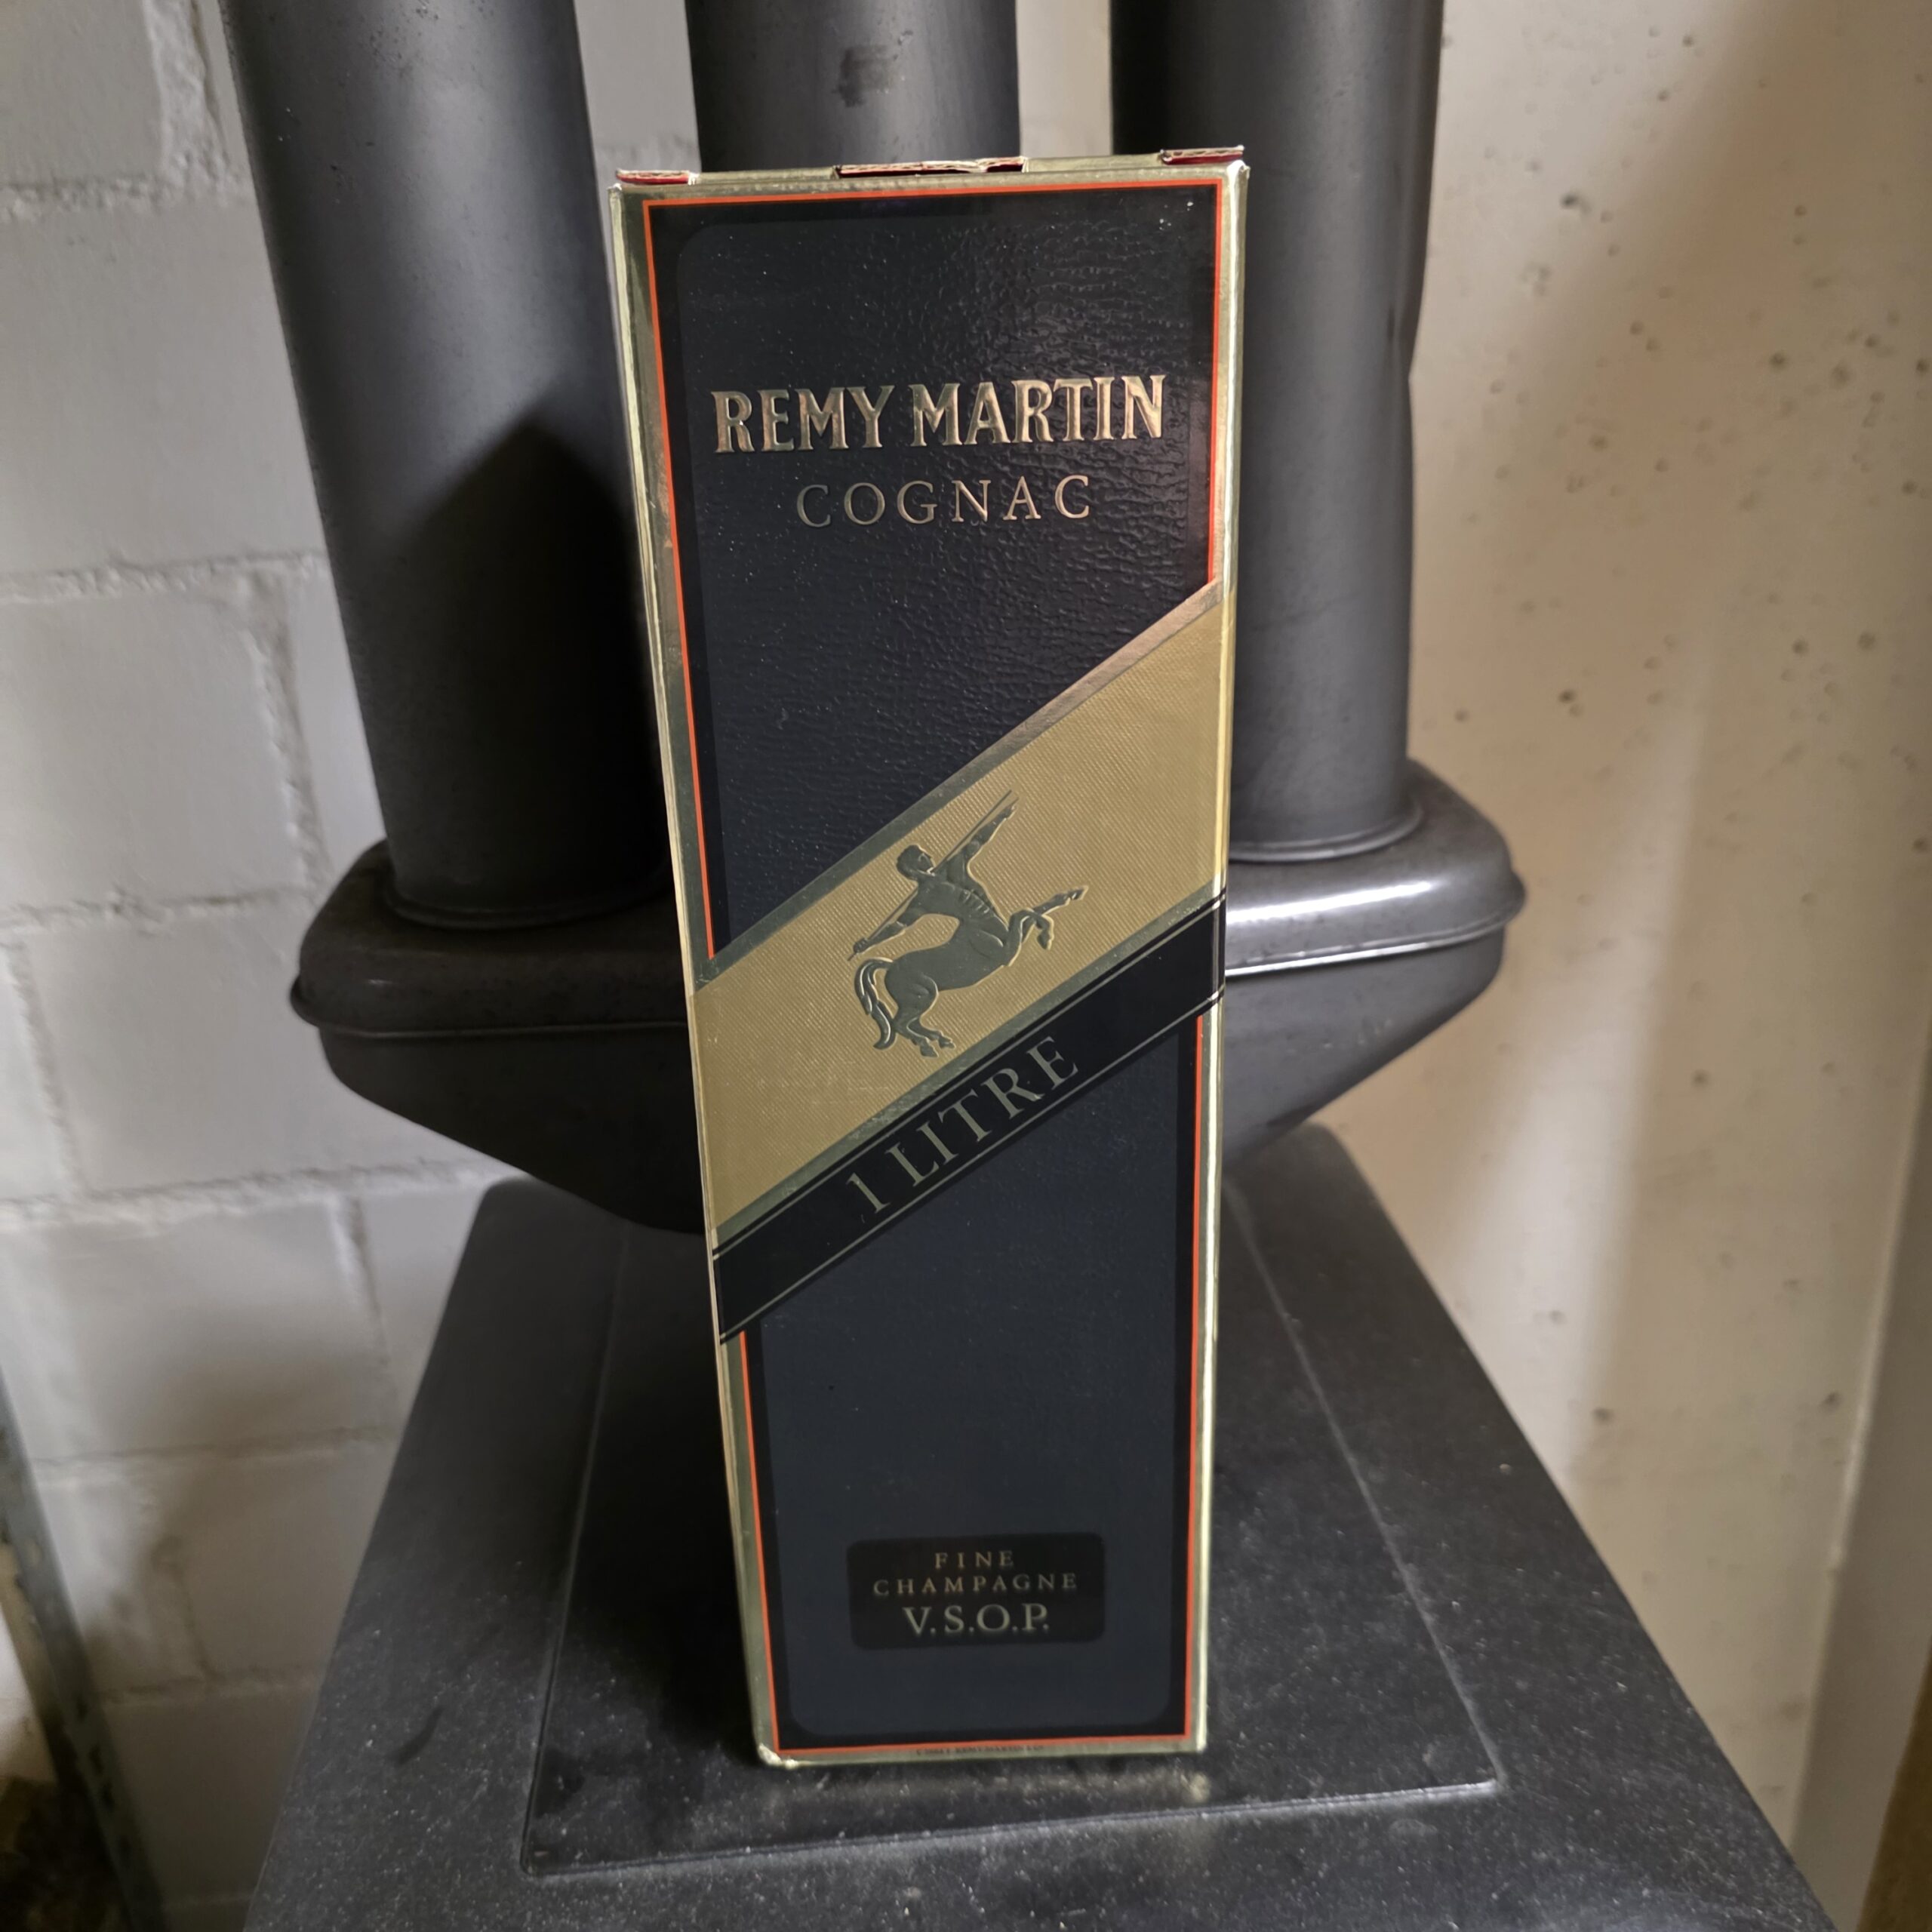 REMY MARTIN
COGNAC
1 LITRE
FINE
CHAMPAGNE
V.S.O.P.